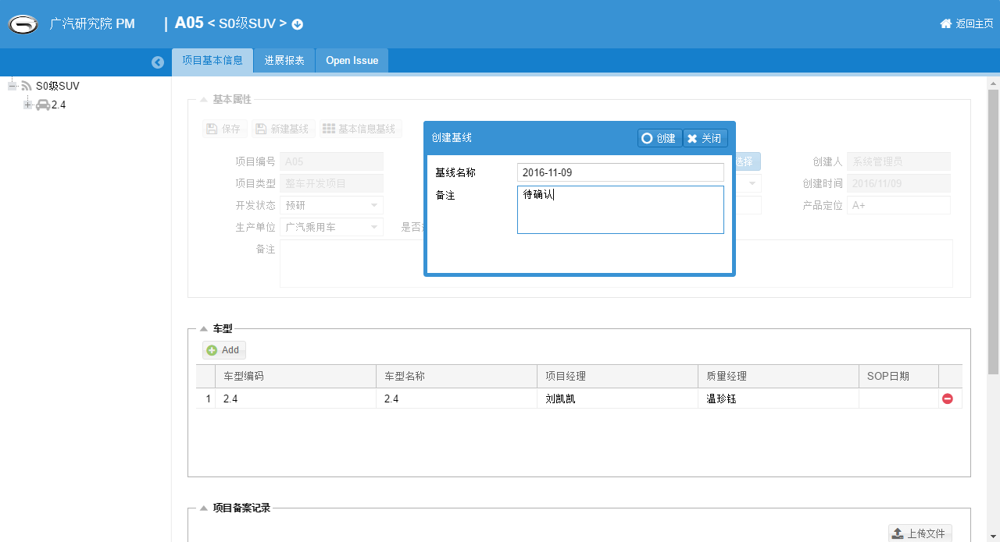 广汽研究院 PM | A05 < S0级SUV > 返回主页
项目基本信息 进展报表 Open Issue
S0级SUV
2.4
基本属性
保存 新建基线 基本信息基线
创建基线 创建 关闭
基线名称 2016-11-09
备注 待确认
项目编号 A05 选择 创建人 系统管理员
项目类型 整车开发项目 创建时间 2016/11/09
开发状态 预研 产品定位 A+
生产单位 广汽乘用车 是否
备注
车型
Add
车型编码 车型名称 项目经理 质量经理 SOP日期
1 2.4 2.4 刘凯凯 温珍钰
项目备案记录
上传文件